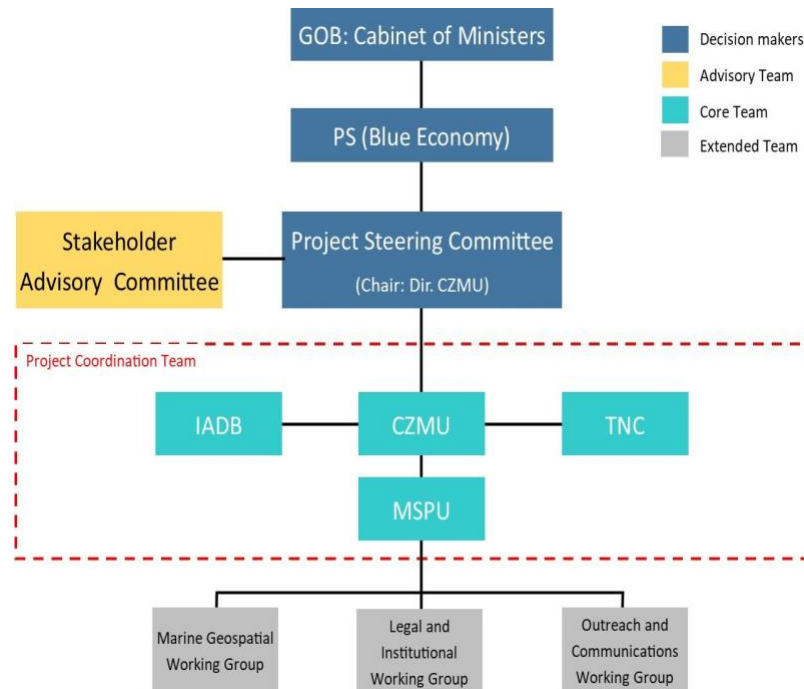 GOB: Cabinet of Ministers
Decision makers
Advisory Team
Core Team
Extended Team
PS (Blue Economy)
Stakeholder
Advisory Committee
Project Steering Committee
(Chair: Dir. CZMU)
Project Coordination Team
IADB
CZMU
TNC
MSPU
Marine Geospatial
Working Group
Legal and
Institutional
Working Group
Outreach and
Communications
Working Group